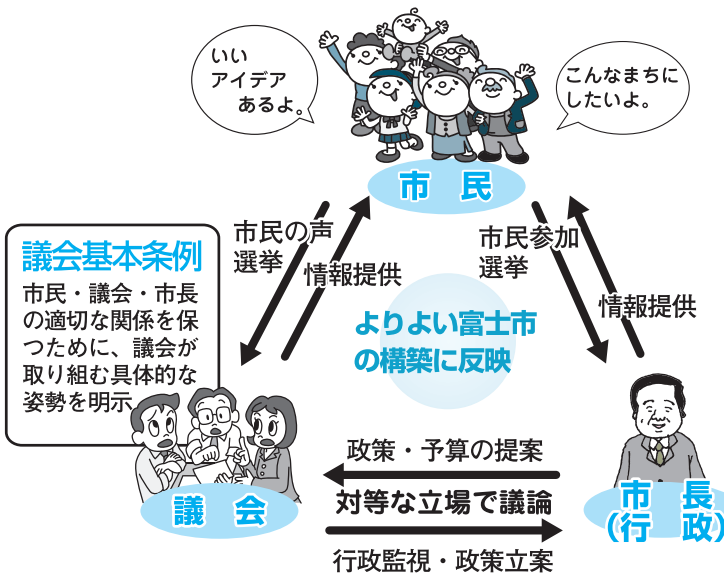 いい
アイデア
あるよ。
こんなまちに
したいよ。
市 民
議会基本条例
市民・議会・市長
の適切な関係を保
つために、議会が
取り組む具体的な
姿勢を明示
市民の声
選挙
情報提供
市民参加
選挙
情報提供
よりよい富士市
の構築に反映
政策・予算の提案
対等な立場で議論
行政監視・政策立案
議 会
市 長
(行 政)